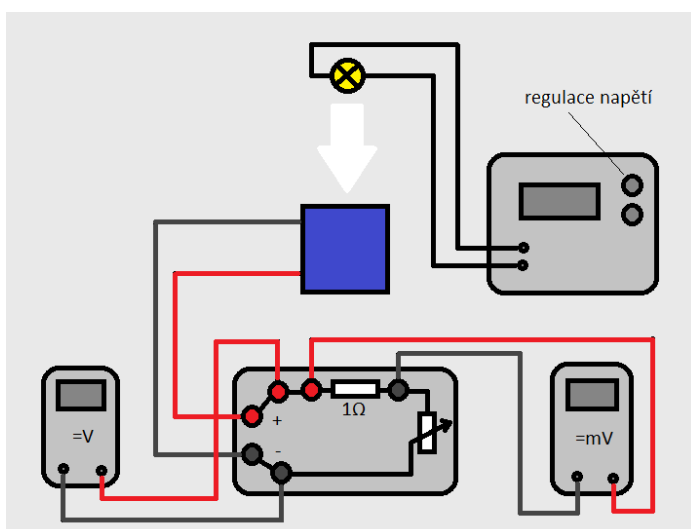 regulace napětí
1Ω
+
-
=V
=mV